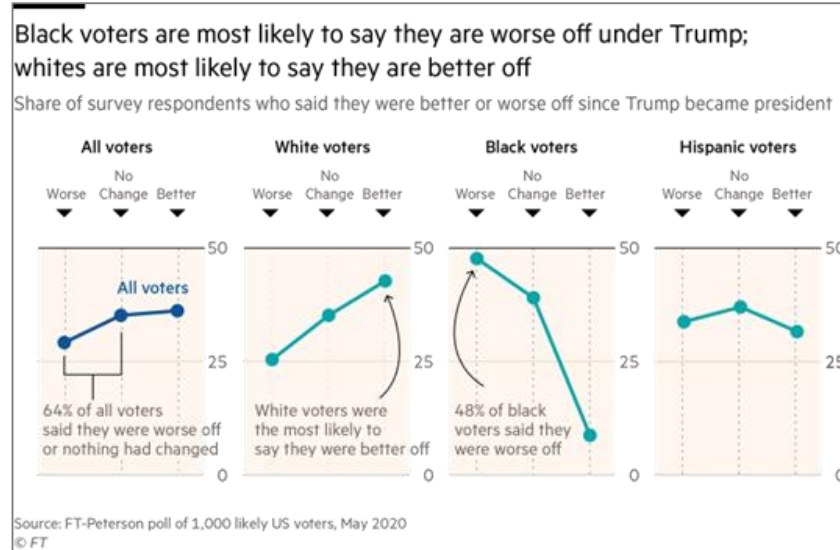 Black voters are most likely to say they are worse off under Trump;
whites are most likely to say they are better off
Share of survey respondents who said they were better or worse off since Trump became president
All voters
White voters
Black voters
Hispanic voters
Worse No Change Better
Worse No Change Better
Worse No Change Better
Worse No Change Better
50
50
50
50
All voters
25
25
25
25
64% of all voters
said they were worse off
or nothing had changed
White voters were
the most likely to
say they were better off
48% of black
voters said they
were worse off
0
0
0
0
Source: FT-Peterson poll of 1,000 likely US voters, May 2020
© FT